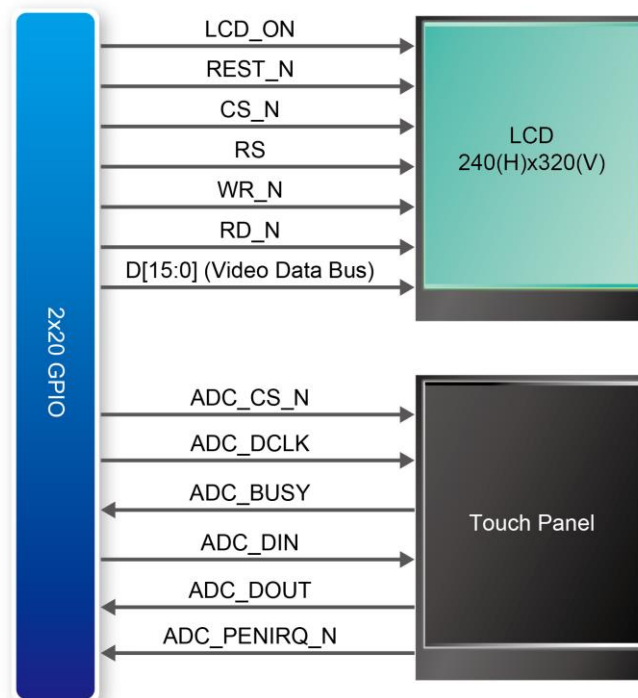 LCD_ON
REST_N
CS_N
RS
WR_N
RD_N
D[15:0] (Video Data Bus)
LCD
240(H)x320(V)
2x20 GPIO
ADC_CS_N
ADC_DCLK
ADC_BUSY
ADC_DIN
ADC_DOUT
ADC_PENIRQ_N
Touch Panel